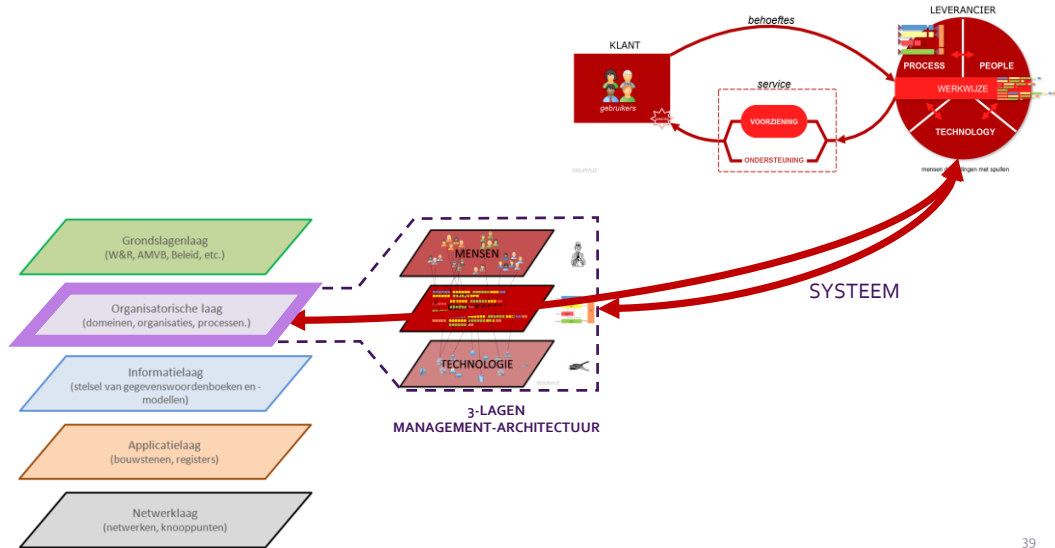 LEVERANCIER
behoeftes
KLANT
PROCESS
PEOPLE
gebruikers
service
WERKWIJZE
VOORZIENING
TECHNOLOGY
ONDERSTEUNING
Grondslagenlaag
(W&R, AMVB, Beleid, etc.)
MENSEN
Organisatorische laag
(domeinen, organisaties, processen.)
SYSTEEM
Informatielaag
(stelsel van gegevenswoordenboeken en -
modellen)
TECHNOLOGIE
3-LAGEN
MANAGEMENT-ARCHITECTUUR
Applicatielaag
(bouwstenen, registers)
Netwerklaag
(netwerken, knooppunten)
39